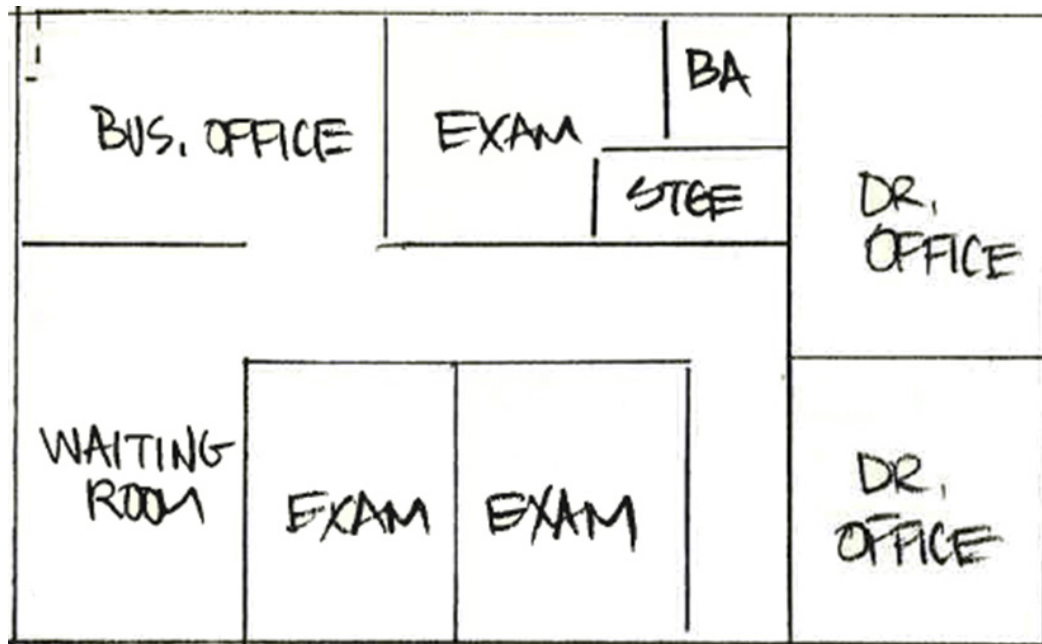 BUS. OFFICE
EXAM
BA
STGE
DR.
OFFICE
WAITING
ROOM
EXAM
EXAM
DR.
OFFICE